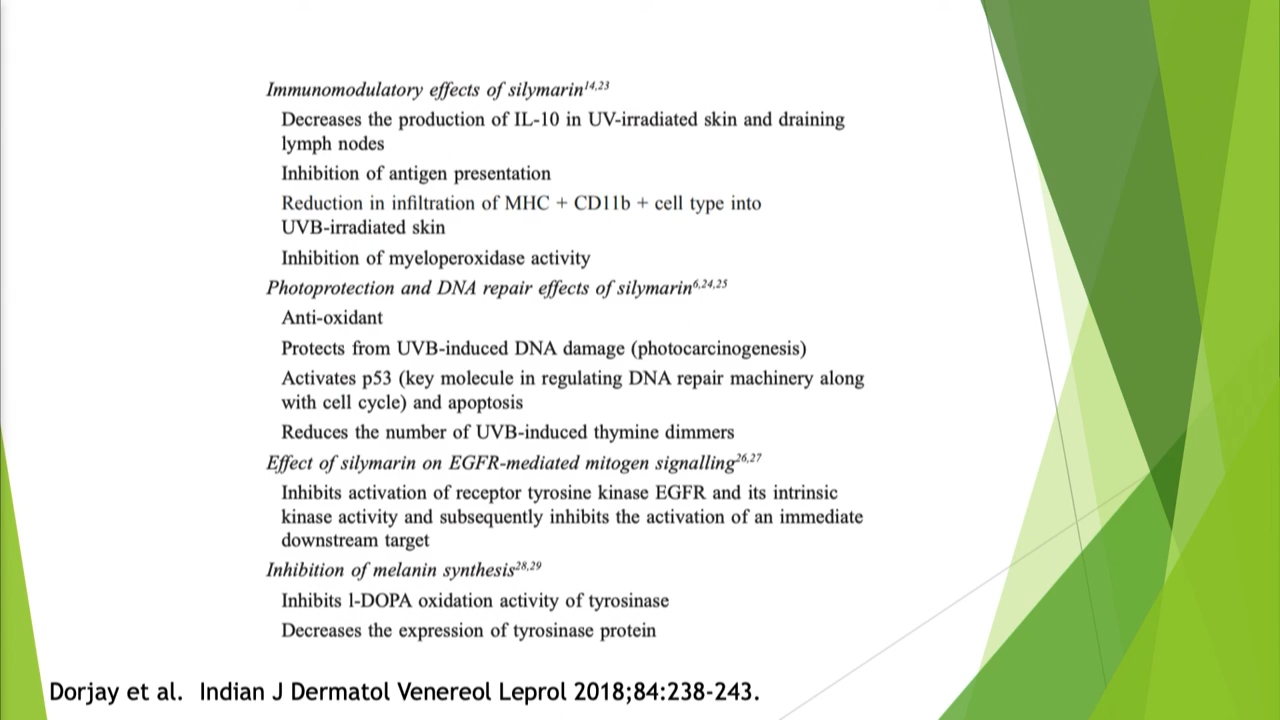 Immunomodulatory effects of silymarin14,23
Decreases the production of IL-10 in UV-irradiated skin and draining
lymph nodes
Inhibition of antigen presentation
Reduction in infiltration of MHC + CD11b + cell type into
UVB-irradiated skin
Inhibition of myeloperoxidase activity
Photoprotection and DNA repair effects of silymarin6,24,25
Anti-oxidant
Protects from UVB-induced DNA damage (photocarcinogenesis)
Activates p53 (key molecule in regulating DNA repair machinery along
with cell cycle) and apoptosis
Reduces the number of UVB-induced thymine dimmers
Effect of silymarin on EGFR-mediated mitogen signalling26,27
Inhibits activation of receptor tyrosine kinase EGFR and its intrinsic
kinase activity and subsequently inhibits the activation of an immediate
downstream target
Inhibition of melanin synthesis28,29
Inhibits l-DOPA oxidation activity of tyrosinase
Decreases the expression of tyrosinase protein
Dorjay et al.  Indian J Dermatol Venereol Leprol 2018;84:238-243.